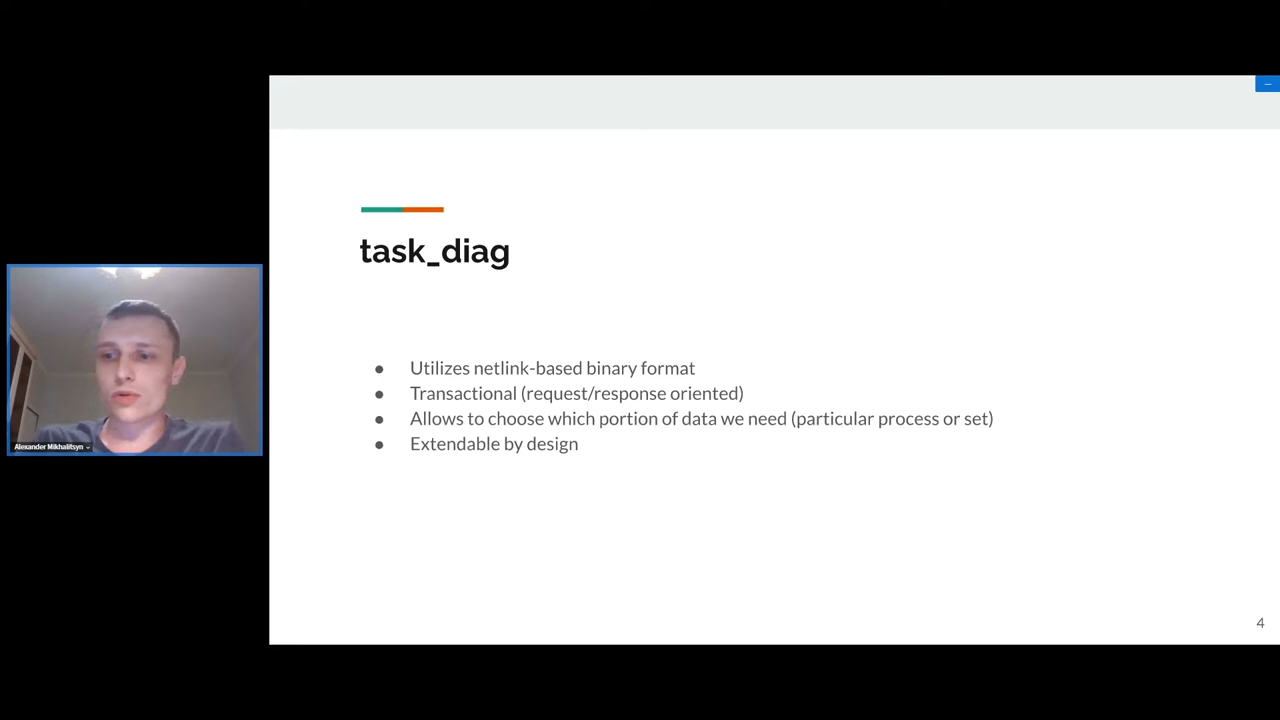 task_diag
● Utilizes netlink-based binary format
● Transactional (request/response oriented)
● Allows to choose which portion of data we need (particular process or set)
● Extendable by design
Alexander Mikhalitsyn
4